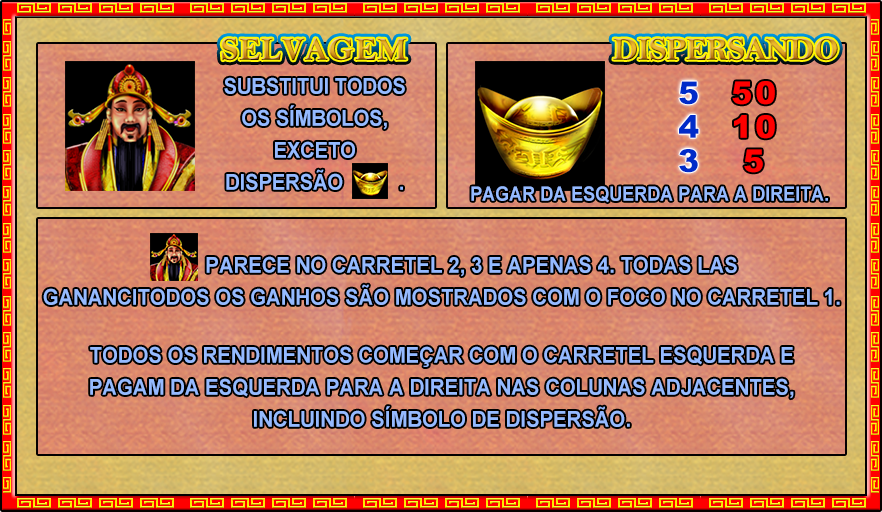 SELVAGEM
SUBSTITUI TODOS
OS SÍMBOLOS,
EXCETO
DISPERSÃO .
DISPERSANDO
5 50
4 10
3 5
PAGAR DA ESQUERDA PARA A DIREITA.
PARECE NO CARRETEL 2, 3 E APENAS 4. TODAS LAS
GANANCITODOS OS GANHOS SÃO MOSTRADOS COM O FOCO NO CARRETEL 1.
TODOS OS RENDIMENTOS COMEÇAR COM O CARRETEL ESQUERDA E
PAGAM DA ESQUERDA PARA A DIREITA NAS COLUNAS ADJACENTES,
INCLUINDO SÍMBOLO DE DISPERSÃO.